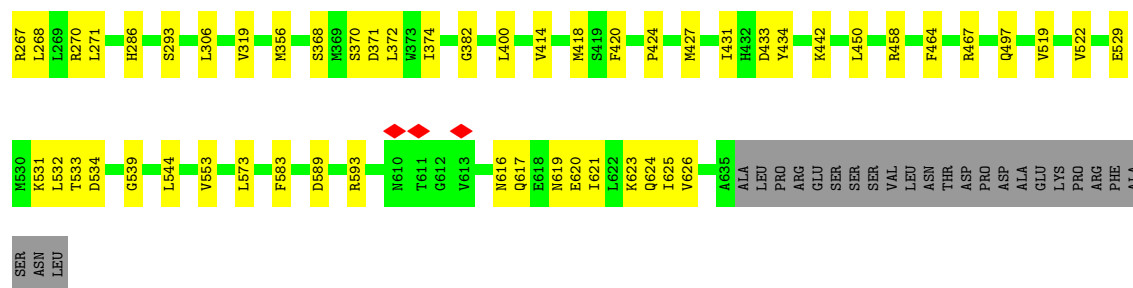 R267 L268 L269 R270 L271 H286 S293 L306 V319 M356 S368 M369 S370 D371 L372 W373 I374 G382 L400 V414 M418 S419 F420 P424 M427 I431 H432 D433 Y434 K442 L450 R458 F464 R467 Q497 V519 V522 E529
M530 K531 L532 T533 D534 G539 L544 V553 L573 F583 D589 R593 N610 T611 G612 V613 N616 Q617 E618 N619 E620 I621 L622 K623 Q624 I625 V626 A635 ALA LEU PRO ARG GLU SER SER SER VAL LEU ASN THR ASP PRO ASP ALA GLU LYS PRO ARG PHE ALA
SER ASN LEU